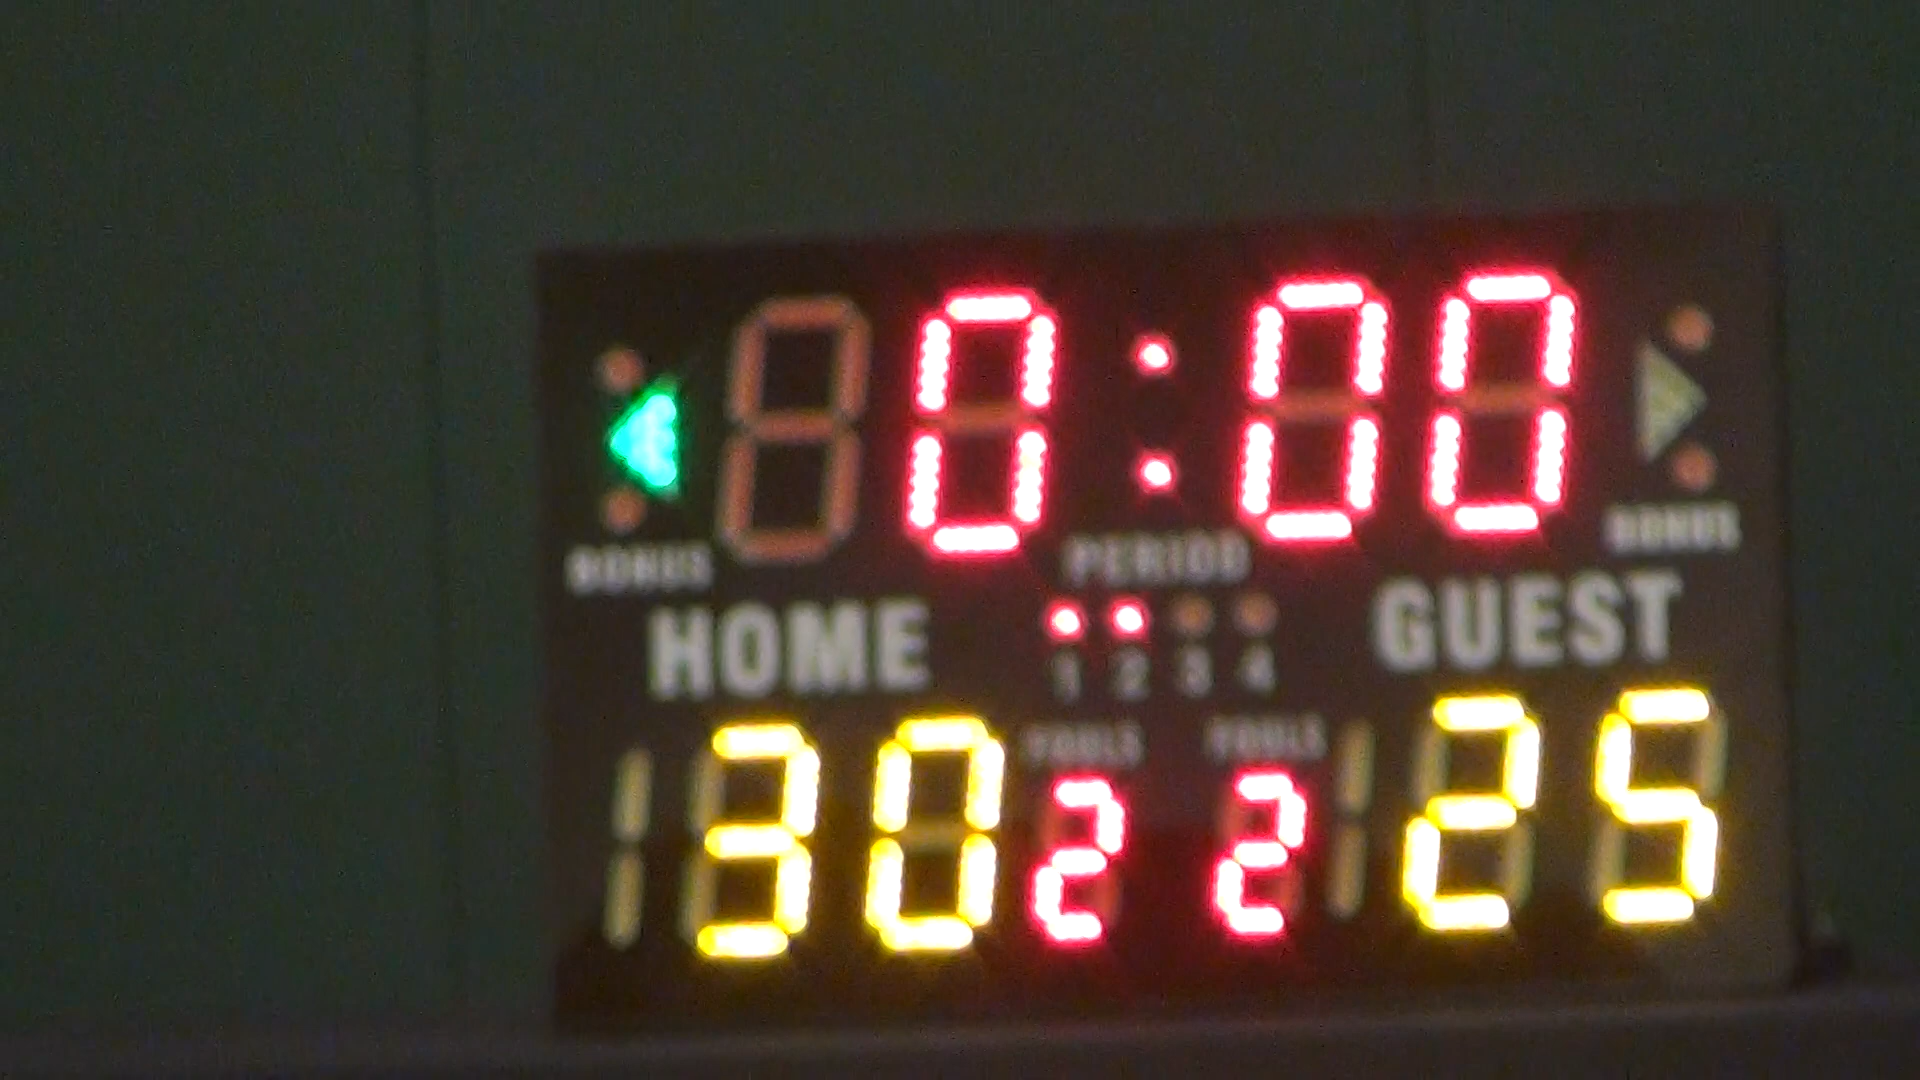 0:00
BONUS PERIOD BONUS
HOME GUEST
1 2 3 4
FOULS FOULS
30 2 2 25